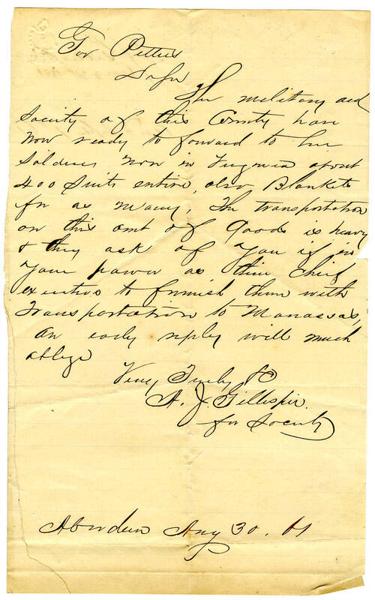 Gov Pettus
Dr Sir
The military aid
Society of this County have
now ready to forward to her
Soldiers now in Virginia about
400 Suits entire, also Blankets
for as many. The transportation
on this amt of goods is heavy
& they ask of you if in
your power as thier Chief
executive to furnish them with
transportation to Manassas,
An early reply will much
oblige
Very Truly &c
A. J. Gillespie
for Society
Aberdeen Aug 30. 61